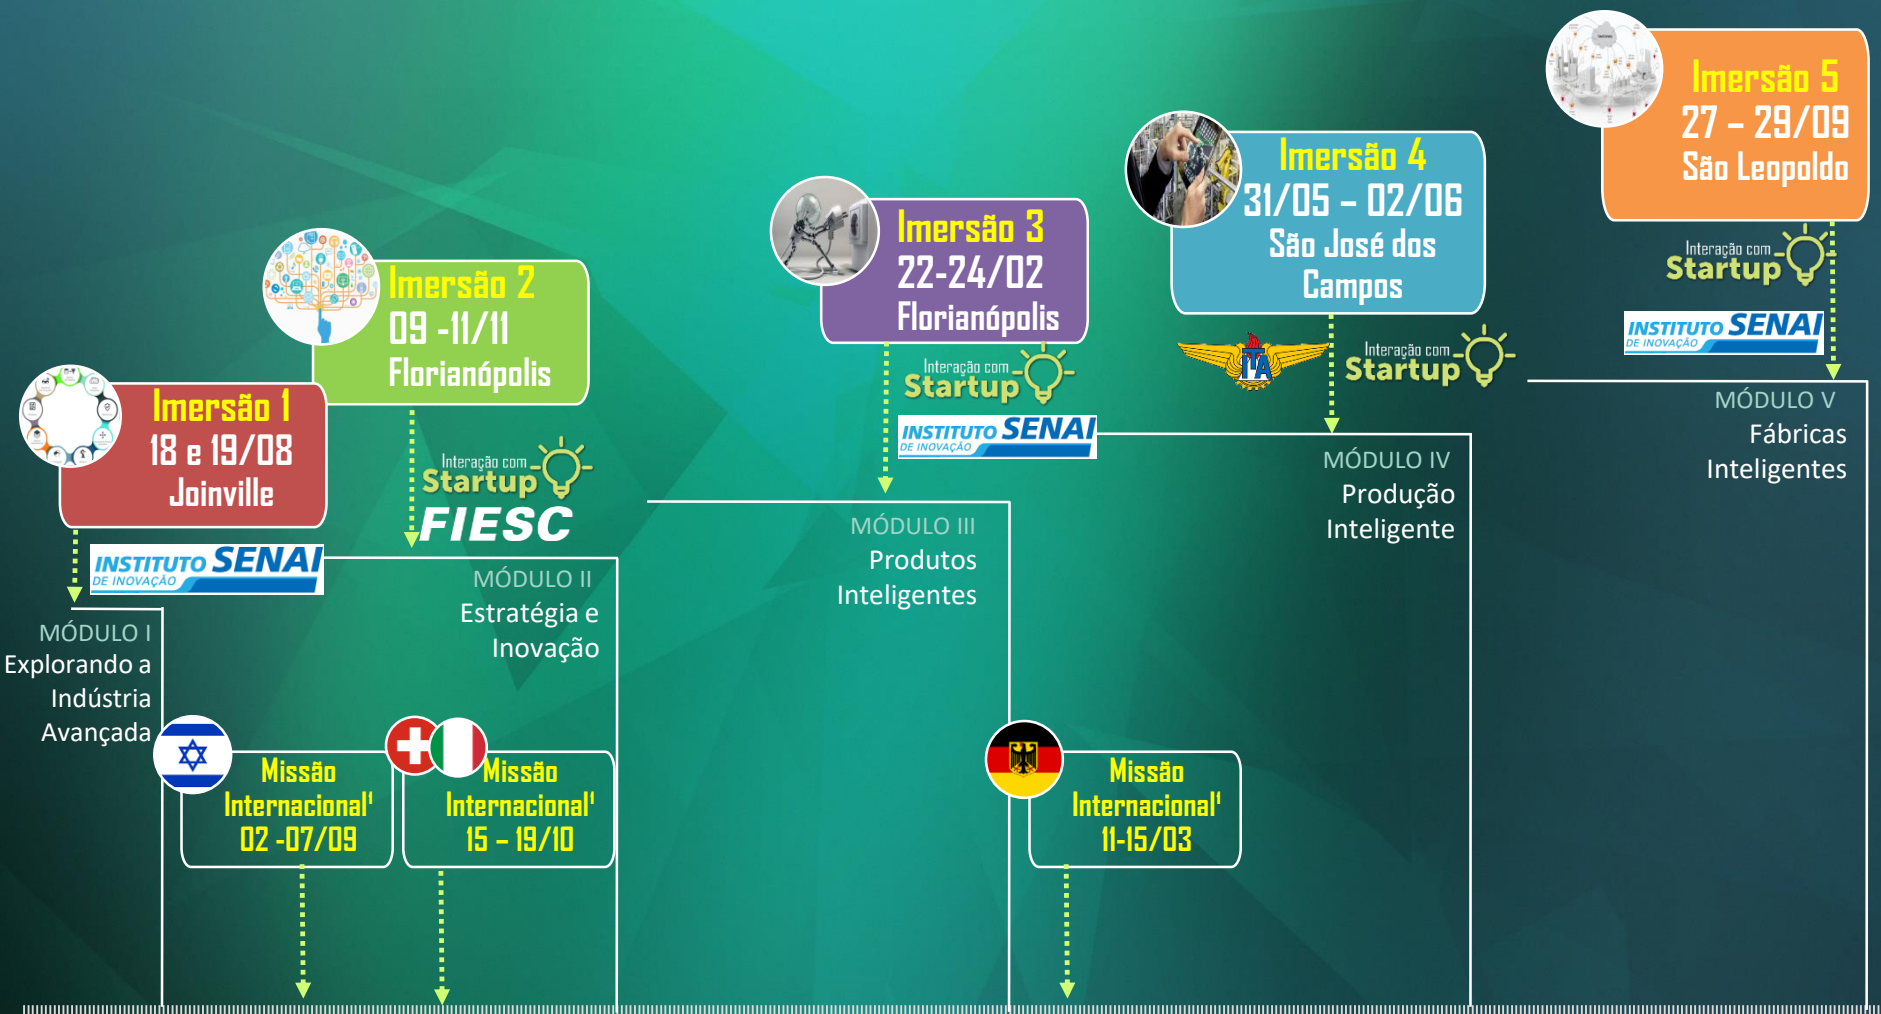 Imersão 1
18 e 19/08
Joinville
INSTITUTO SENAI
DE INOVAÇÃO
MÓDULO I
Explorando a
Indústria
Avançada
Imersão 2
09 -11/11
Florianópolis
Interação com
Startup
FIESC
MÓDULO II
Estratégia e
Inovação
Imersão 3
22-24/02
Florianópolis
Interação com
Startup
INSTITUTO SENAI
DE INOVAÇÃO
MÓDULO III
Produtos
Inteligentes
Imersão 4
31/05 – 02/06
São José dos
Campos
ITA
Interação com
Startup
MÓDULO IV
Produção
Inteligente
Imersão 5
27 – 29/09
São Leopoldo
Interação com
Startup
INSTITUTO SENAI
DE INOVAÇÃO
MÓDULO V
Fábricas
Inteligentes
Missão
Internacional¹
02 -07/09
Missão
Internacional¹
15 – 19/10
Missão
Internacional¹
11-15/03